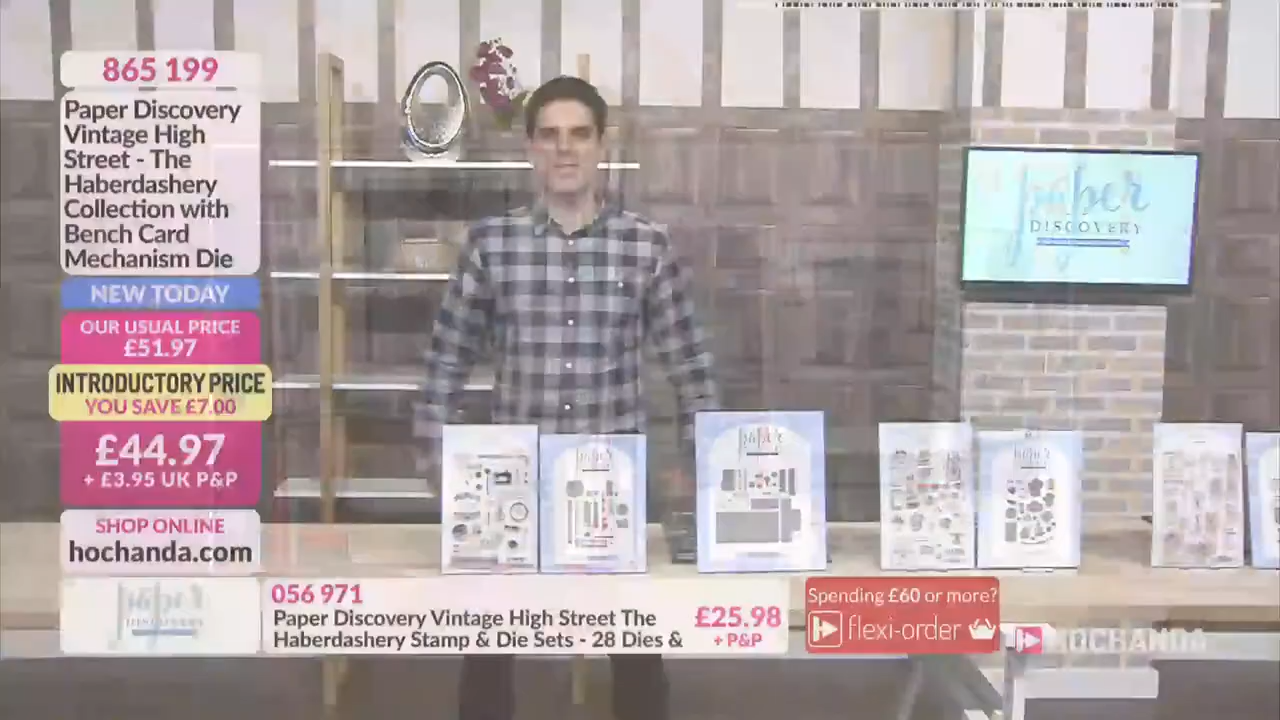 865 199
Paper Discovery
Vintage High
Street - The
Haberdashery
Collection with
Bench Card
Mechanism Die
NEW TODAY
OUR USUAL PRICE
£51.97
INTRODUCTORY PRICE
YOU SAVE £7.00
£44.97
+ £3.95 UK P&P
SHOP ONLINE
hochanda.com
paper
DISCOVERY
paper
paper
DISCOVERY
056 971
Paper Discovery Vintage High Street The
Haberdashery Stamp & Die Sets - 28 Dies &
£25.98
+ P&P
Spending £60 or more?
flexi-order
HOCHANDA